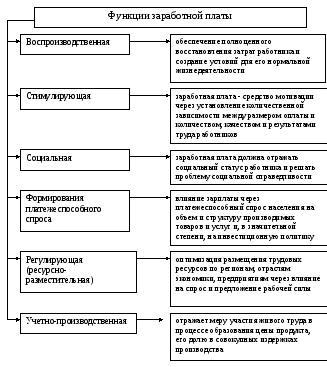 Функции заработной платы
Воспроизводственная
обеспечение полноценного
восстановления затрат работника и
создание условий для его нормальной
жизнедеятельности
Стимулирующая
заработная плата - средство мотивации
через установление количественной
зависимости между размером оплаты и
количеством, качеством и результатами
труда работников
Социальная
заработная плата должна отражать
социальный статус работника и решать
проблему социальной справедливости
Формирования
платежеспособного
спроса
влияние зарплаты через
платежеспособный спрос населения на
объем и структуру производимых
товаров и услуг и, в значительной
степени, на инвестиционную политику
Регулирующая
(ресурсно-
разместительная)
оптимизация размещения трудовых
ресурсов по регионам, отраслям
экономики, предприятиям через влияние
на спрос и предложение рабочей силы
Учетно-производственная
отражает меру участия живого труда в
процессе образования цены продукта,
его долю в совокупных издержках
производства